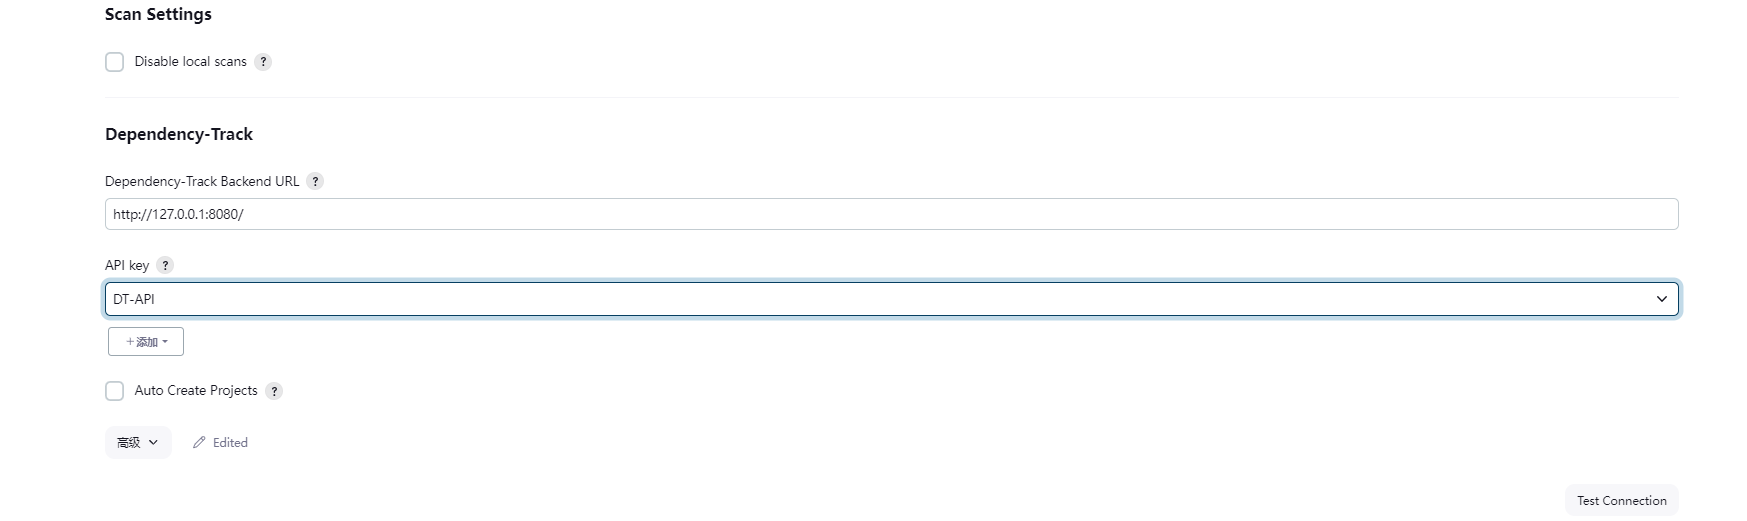 Scan Settings
Disable local scans ?
Dependency-Track
Dependency-Track Backend URL ?
http://127.0.0.1:8080/
API key ?
DT-API
+ 添加
Auto Create Projects ?
高级 Edited
Test Connection